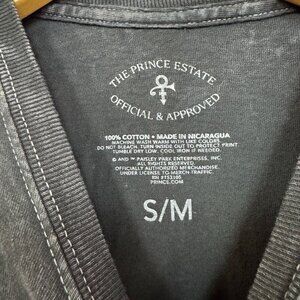 THE PRINCE ESTATE
OFFICIAL & APPROVED
100% COTTON • MADE IN NICARAGUA
MACHINE WASH WARM WITH LIKE COLORS.
DO NOT BLEACH. TURN INSIDE OUT TO PROTECT PRINT
TUMBLE DRY LOW. COOL IRON IF NEEDED.
© AND ™ PAISLEY PARK ENTERPRISES, INC.
ALL RIGHTS RESERVED.
OFFICIALLY AUTHORIZED MERCHANDISE.
UNDER LICENSE TO MERCH TRAFFIC.
PRINCE.COM
S/M